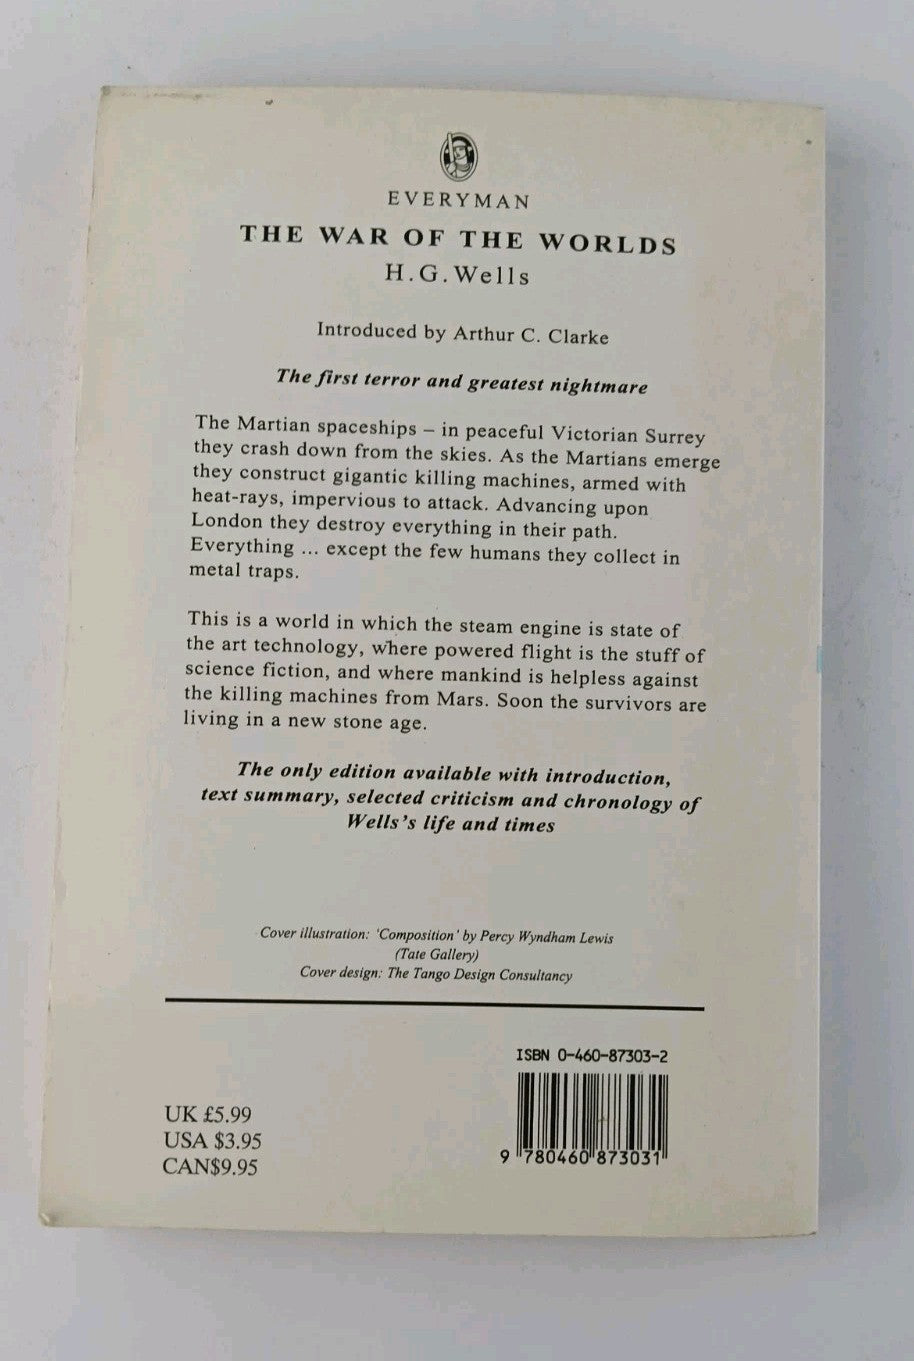 EVERYMAN
THE WAR OF THE WORLDS
H.G.Wells
Introduced by Arthur C. Clarke
The first terror and greatest nightmare
The Martian spaceships – in peaceful Victorian Surrey
they crash down from the skies. As the Martians emerge
they construct gigantic killing machines, armed with
heat-rays, impervious to attack. Advancing upon
London they destroy everything in their path.
Everything ... except the few humans they collect in
metal traps.
This is a world in which the steam engine is state of
the art technology, where powered flight is the stuff of
science fiction, and where mankind is helpless against
the killing machines from Mars. Soon the survivors are
living in a new stone age.
The only edition available with introduction,
text summary, selected criticism and chronology of
Wells's life and times
Cover illustration: 'Composition' by Percy Wyndham Lewis
(Tate Gallery)
Cover design: The Tango Design Consultancy
ISBN 0-460-87303-2
9 780460 873031
UK £5.99
USA $3.95
CAN$9.95